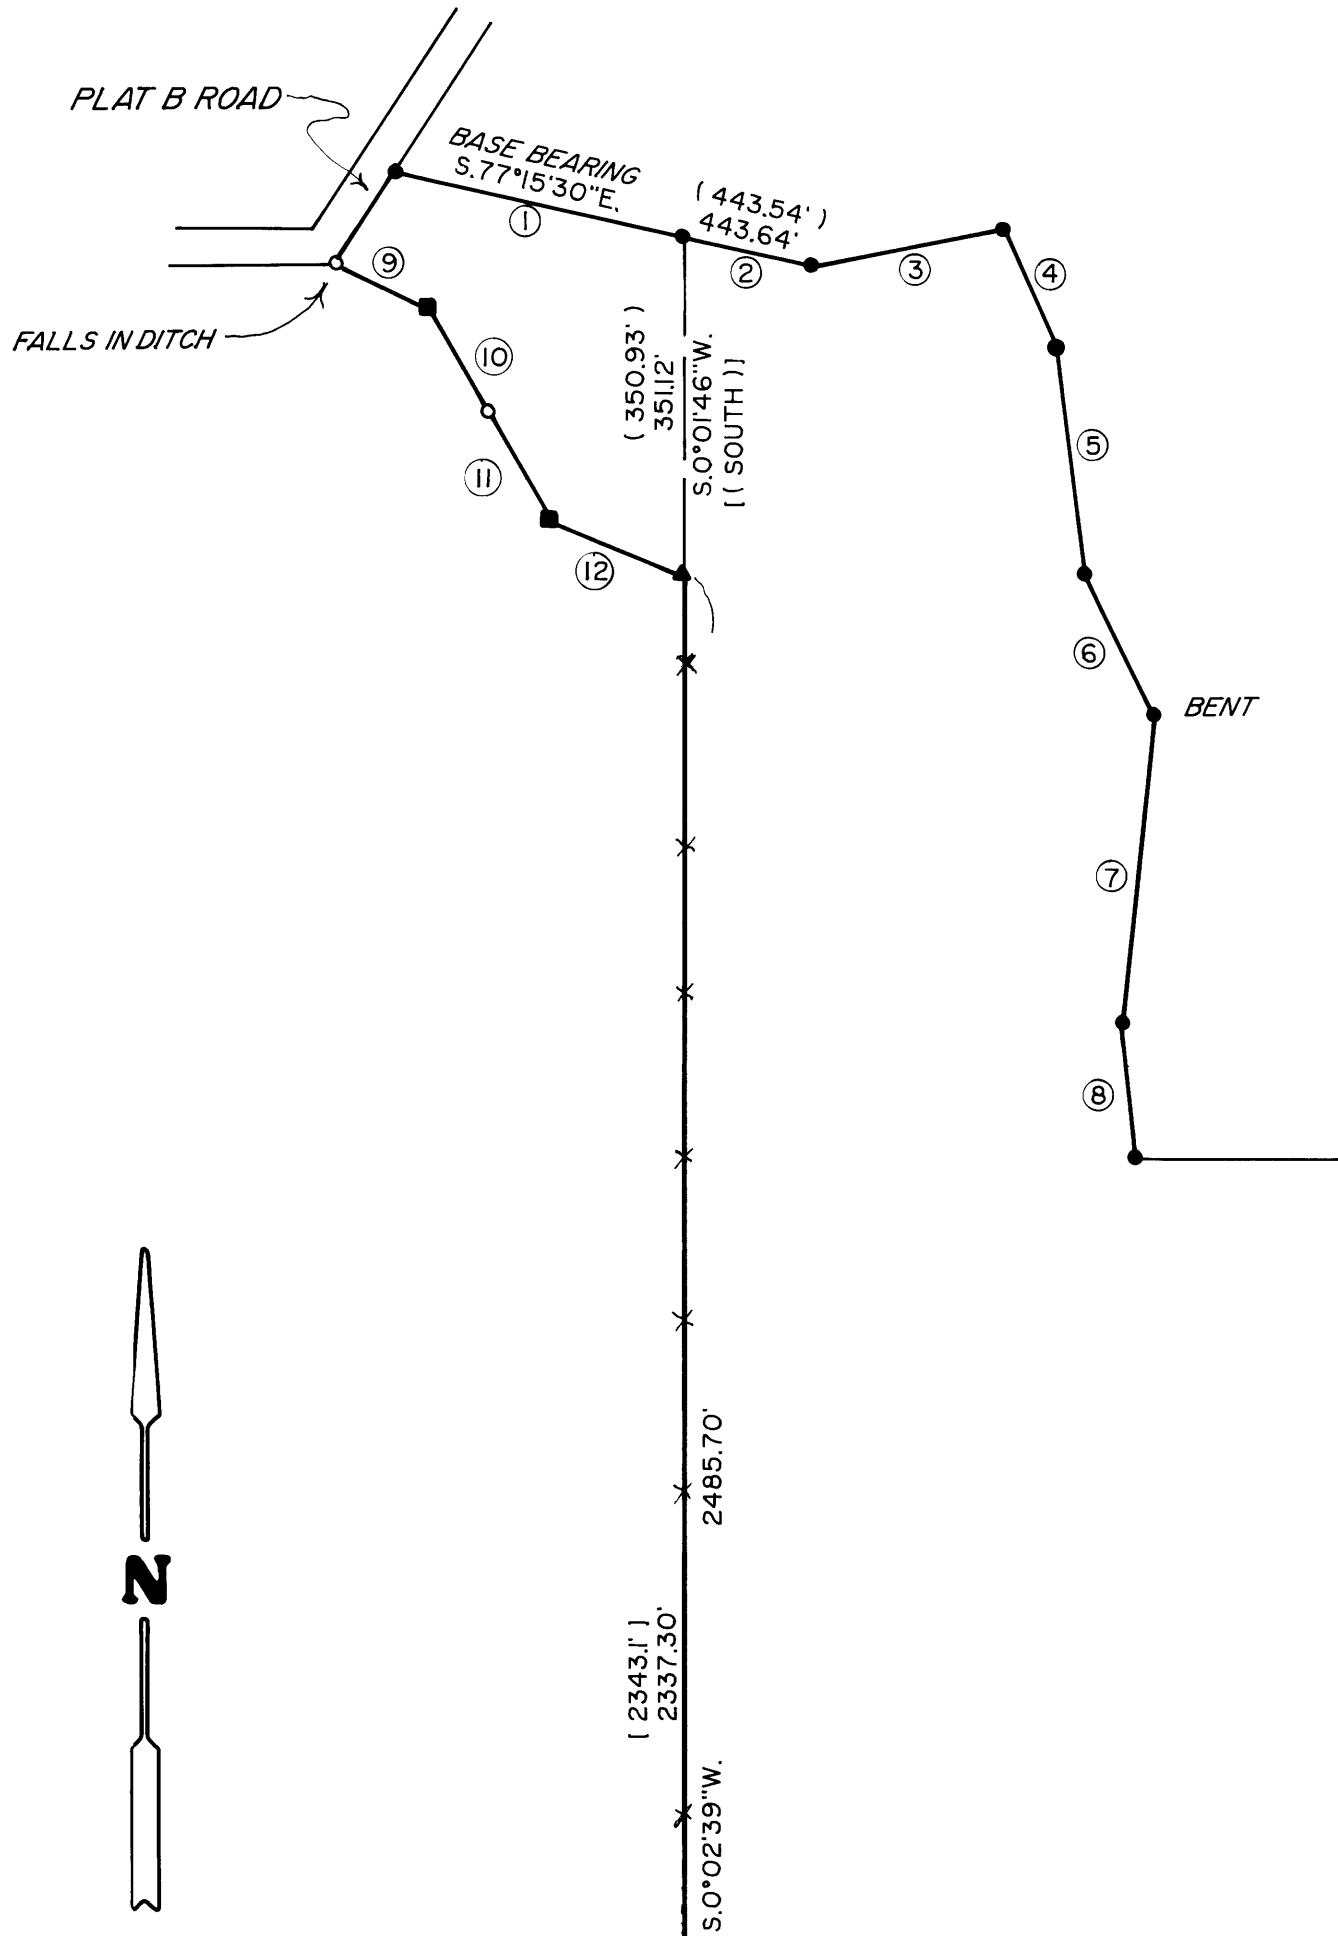 PLAT B ROAD
BASE BEARING
S.77°15'30"E.
( 443.54' )
443.64'
①
②
③
④
⑨
FALLS IN DITCH
( 350.93' )
351.12'
S.0°01'46"W.
[( SOUTH )]
⑩
⑤
⑪
⑫
⑥
BENT
⑦
⑧
2485.70'
N
[ 2343.1' ]
2337.30'
S.0°02'39"W.